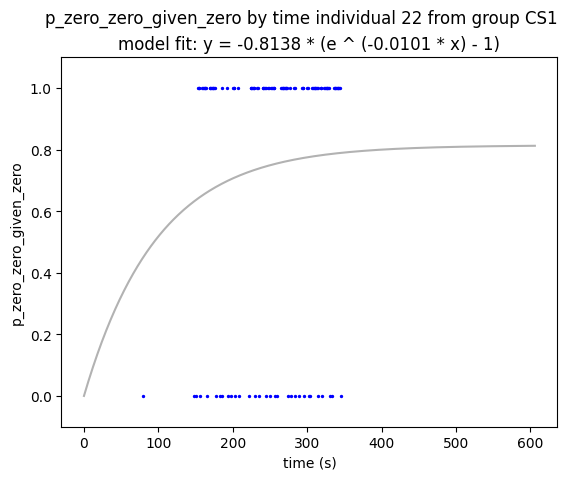 p_zero_zero_given_zero by time individual 22 from group CS1
model fit: y = -0.8138 * (e ^ (-0.0101 * x) - 1)
1.0
0.8
0.6
0.4
0.2
0.0
p_zero_zero_given_zero
0 100 200 300 400 500 600
time (s)